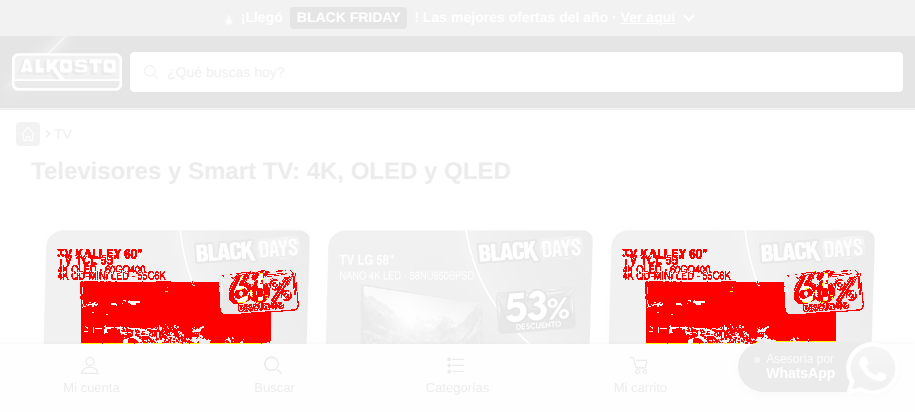 ¡Llegó BLACK FRIDAY ! Las mejores ofertas del año · Ver aquí
ALKOSTO
¿Qué buscas hoy?
TV
Televisores y Smart TV: 4K, OLED y QLED
BLACK DAYS
TV KALLEY 60"
BLACK DAYS
TV LG 58"
NANO 4K LED - 58NU800BPSD
53%
DESCUENTO
BLACK DAYS
TV KALLEY 60"
Mi cuenta
Buscar
Categorías
Mi carrito
» Asesoría por
WhatsApp